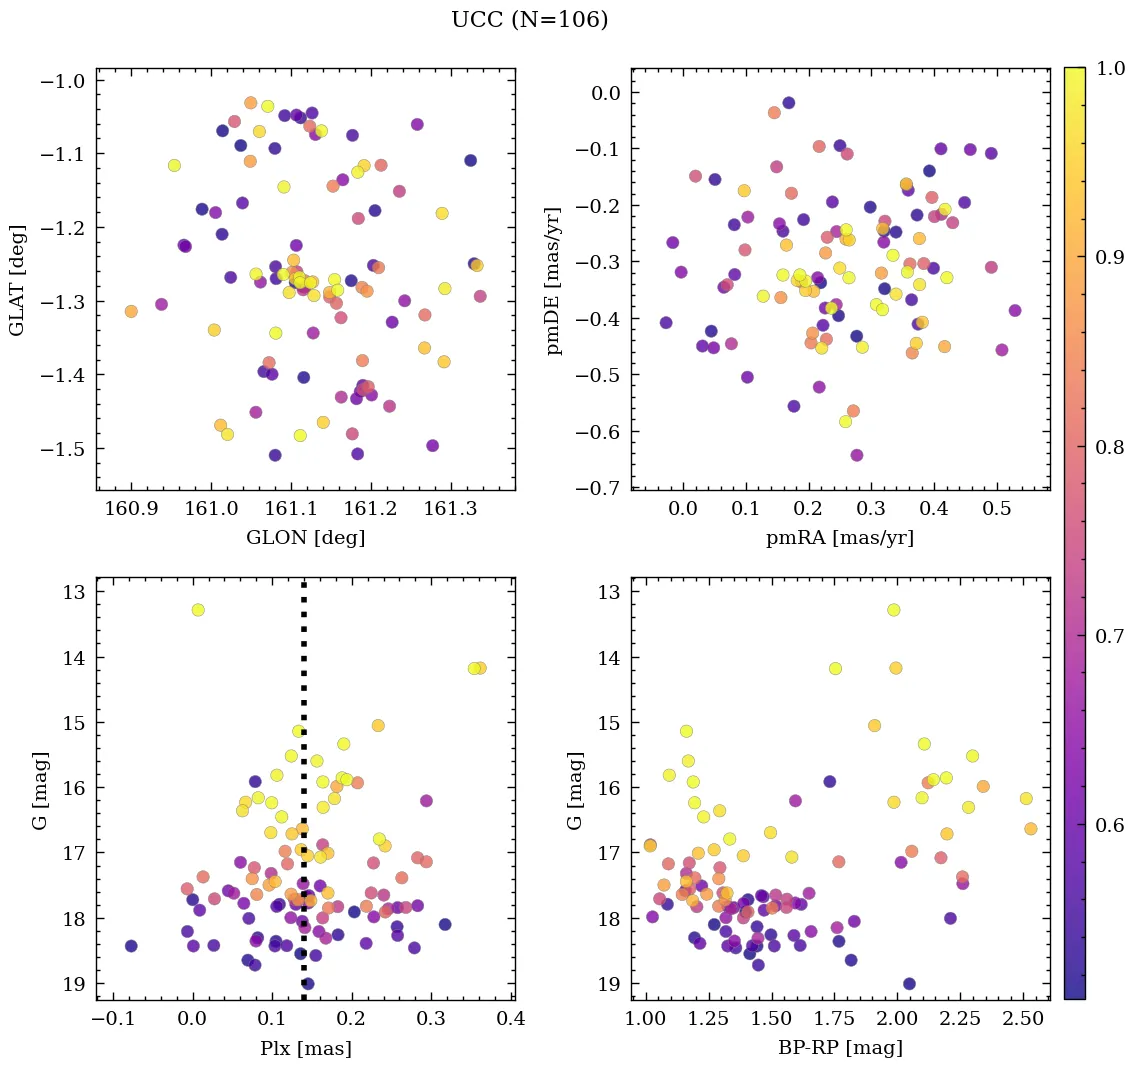 UCC (N=106)
−1.0
−1.1
−1.2
−1.3
−1.4
−1.5
GLAT [deg]
160.9 161.0 161.1 161.2 161.3
GLON [deg]
0.0
−0.1
−0.2
−0.3
−0.4
−0.5
−0.6
−0.7
pmDE [mas/yr]
0.0 0.1 0.2 0.3 0.4 0.5
pmRA [mas/yr]
1.0
0.9
0.8
0.7
0.6
13
14
15
16
17
18
19
G [mag]
−0.1 0.0 0.1 0.2 0.3 0.4
Plx [mas]
13
14
15
16
17
18
19
G [mag]
1.00 1.25 1.50 1.75 2.00 2.25 2.50
BP-RP [mag]